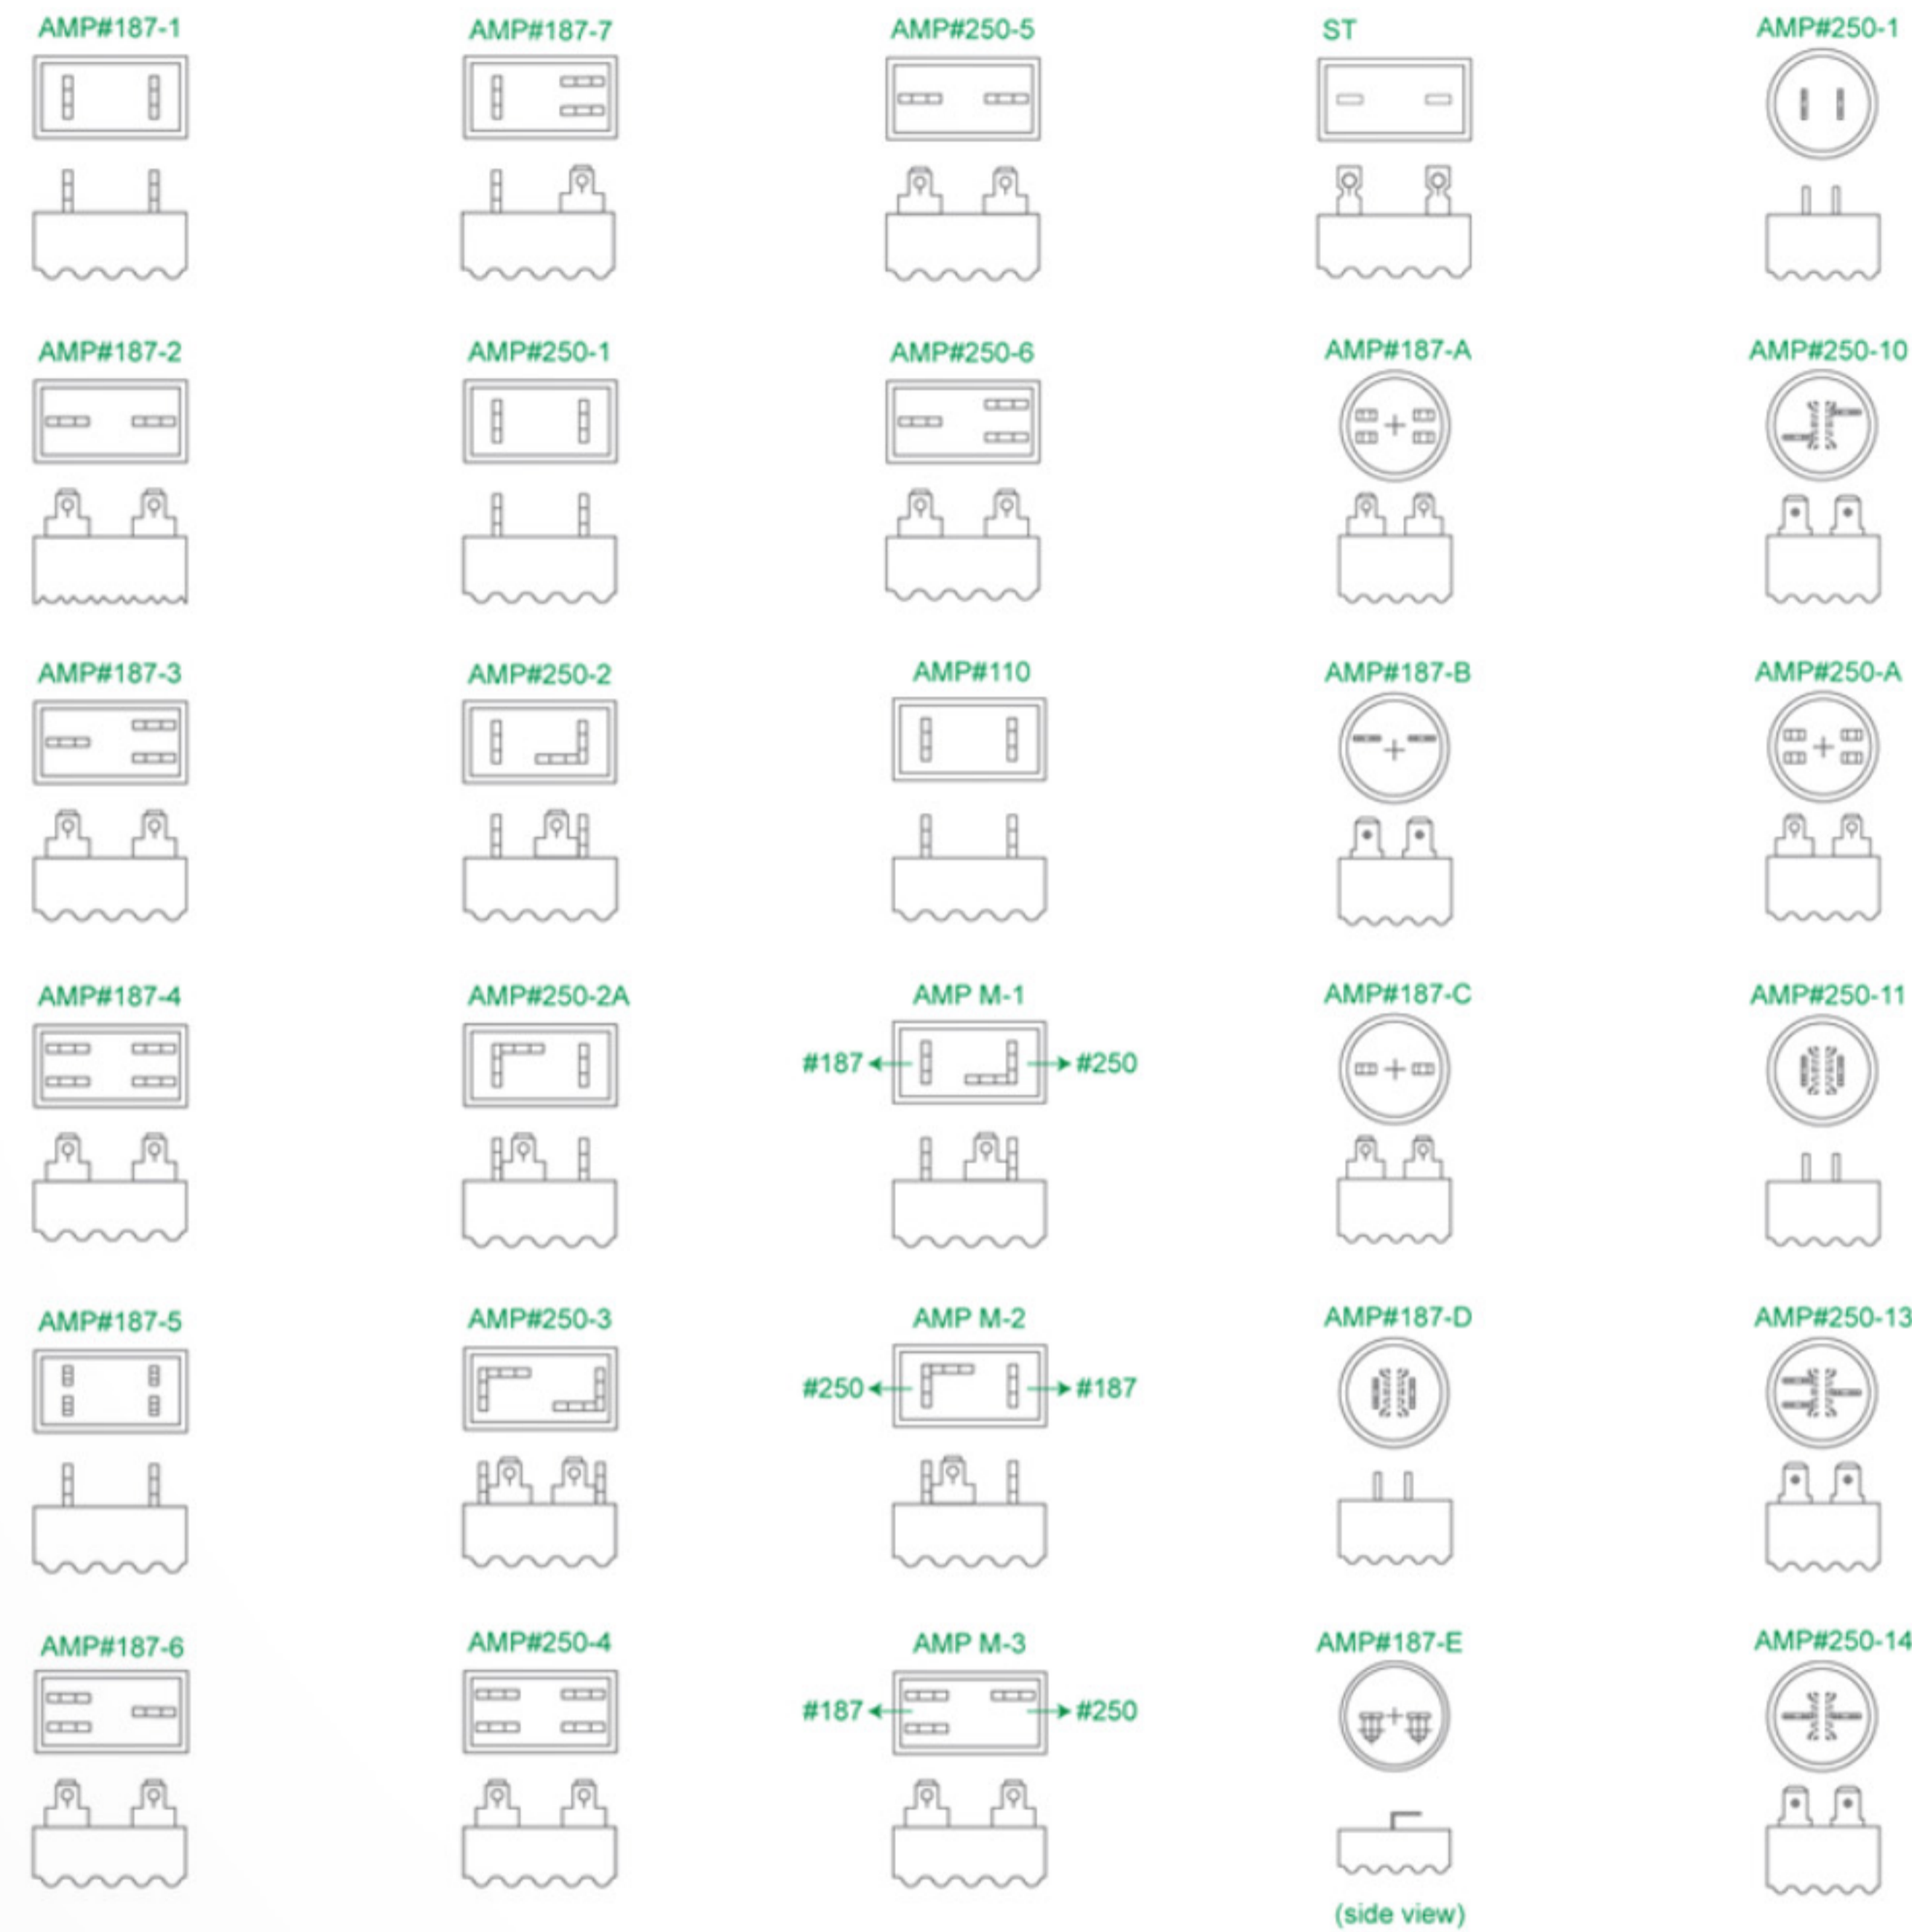 AMP#187-1
AMP#187-7
AMP#250-5
ST
AMP#250-1
AMP#187-2
AMP#250-1
AMP#250-6
AMP#187-A
AMP#250-10
AMP#187-3
AMP#250-2
AMP#110
AMP#187-B
AMP#250-A
AMP#187-4
AMP#250-2A
AMP M-1
AMP#187-C
AMP#250-11
#187
#250
AMP#187-5
AMP#250-3
AMP M-2
AMP#187-D
AMP#250-13
#250
#187
AMP#187-6
AMP#250-4
AMP M-3
AMP#187-E
AMP#250-14
#187
#250
(side view)